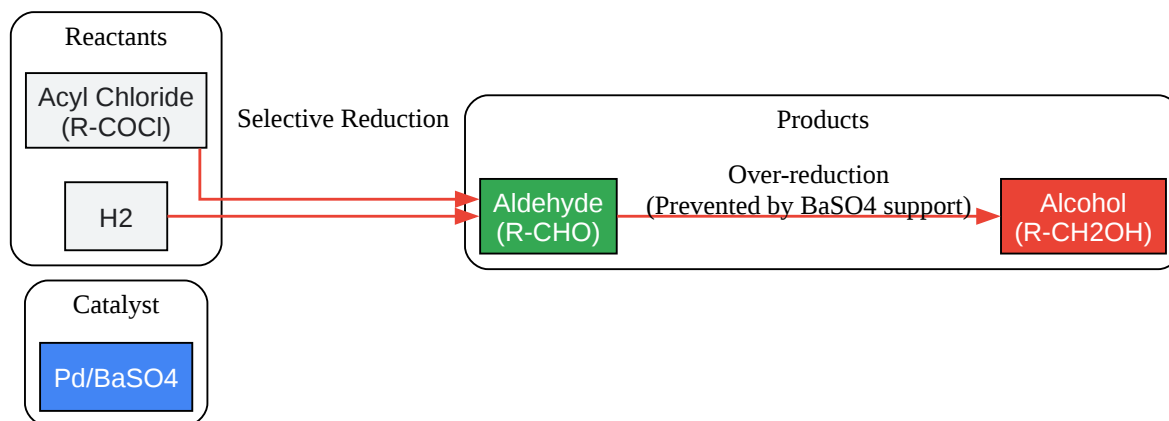 Reactants
Acyl Chloride
(R-COCl)
H2
Selective Reduction
Products
Aldehyde
(R-CHO)
Over-reduction
(Prevented by BaSO4 support)
Alcohol
(R-CH2OH)
Catalyst
Pd/BaSO4